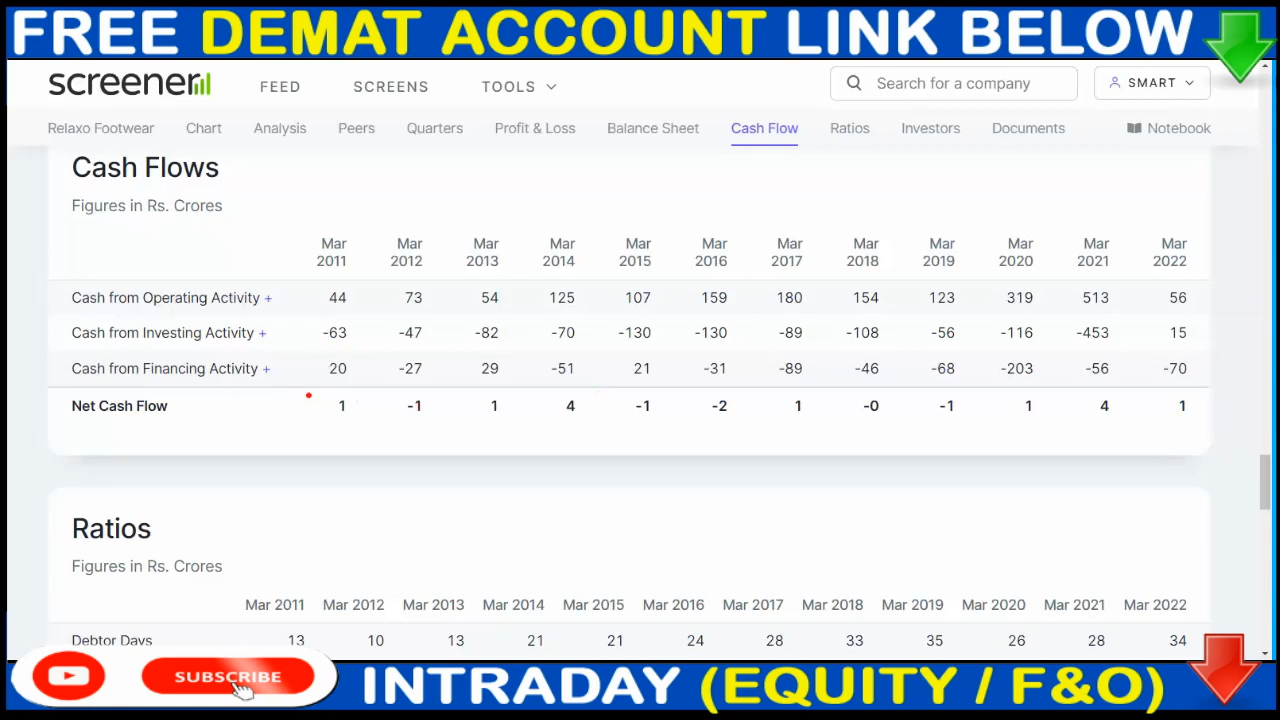 FREE DEMAT ACCOUNT LINK BELOW
screener FEED SCREENS TOOLS Search for a company SMART
Relaxo Footwear Chart Analysis Peers Quarters Profit & Loss Balance Sheet Cash Flow Ratios Investors Documents Notebook
Cash Flows
Figures in Rs. Crores
Mar 2011 Mar 2012 Mar 2013 Mar 2014 Mar 2015 Mar 2016 Mar 2017 Mar 2018 Mar 2019 Mar 2020 Mar 2021 Mar 2022
Cash from Operating Activity + 44 73 54 125 107 159 180 154 123 319 513 56
Cash from Investing Activity + -63 -47 -82 -70 -130 -130 -89 -108 -56 -116 -453 15
Cash from Financing Activity + 20 -27 29 -51 21 -31 -89 -46 -68 -203 -56 -70
Net Cash Flow 1 -1 1 4 -1 -2 1 -0 -1 1 4 1
Ratios
Figures in Rs. Crores
Mar 2011 Mar 2012 Mar 2013 Mar 2014 Mar 2015 Mar 2016 Mar 2017 Mar 2018 Mar 2019 Mar 2020 Mar 2021 Mar 2022
Debtor Days 13 10 13 21 21 24 28 33 35 26 28 34
SUBSCRIBE
INTRADAY (EQUITY / F&O)